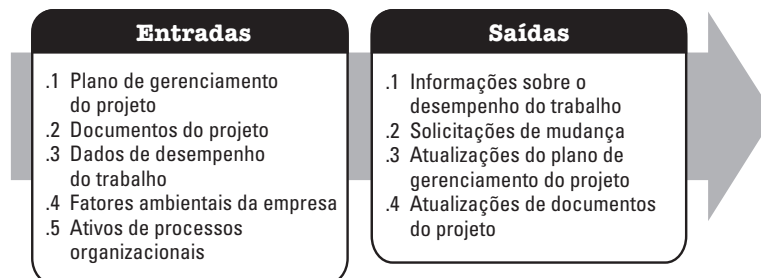 Entradas
.1 Plano de gerenciamento
do projeto
.2 Documentos do projeto
.3 Dados de desempenho
do trabalho
.4 Fatores ambientais da empresa
.5 Ativos de processos
organizacionais
Saídas
.1 Informações sobre o
desempenho do trabalho
.2 Solicitações de mudança
.3 Atualizações do plano de
gerenciamento do projeto
.4 Atualizações de documentos
do projeto